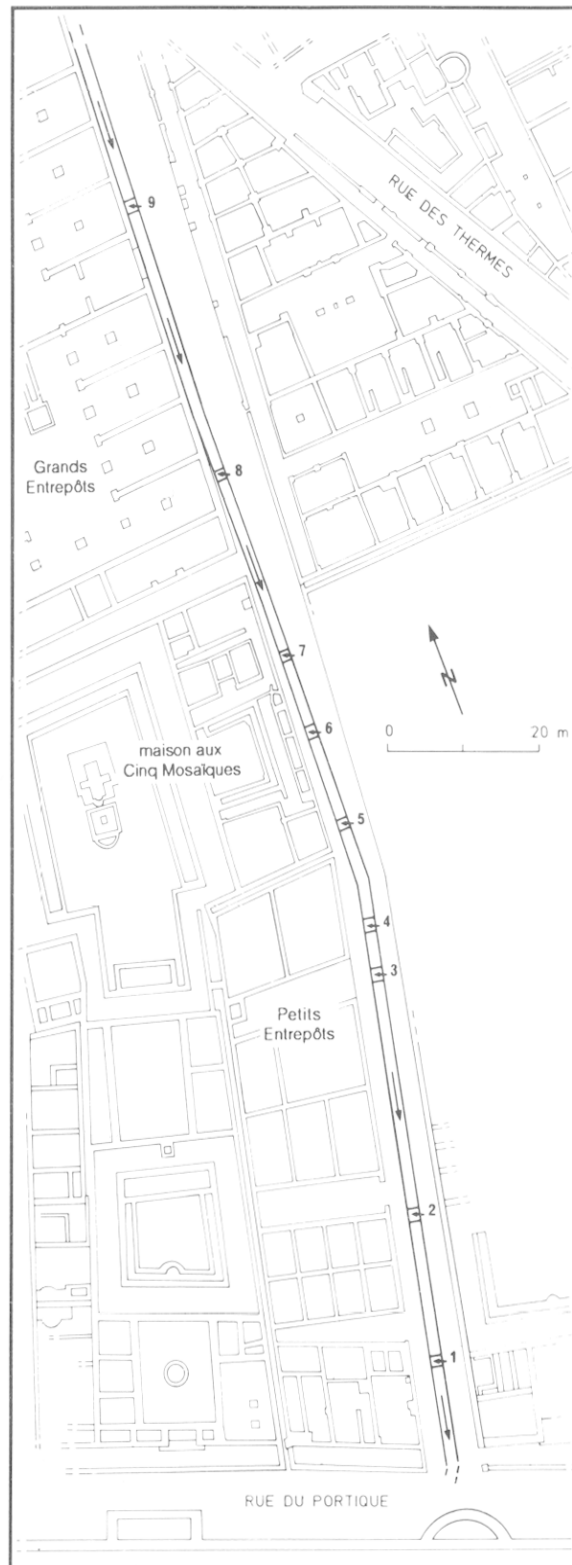 RUE DES THERMES
9
Grands
Entrepôts
8
7
N
6
0 20 m
maison aux
Cinq Mosaïques
5
4
3
Petits
Entrepôts
2
1
RUE DU PORTIQUE